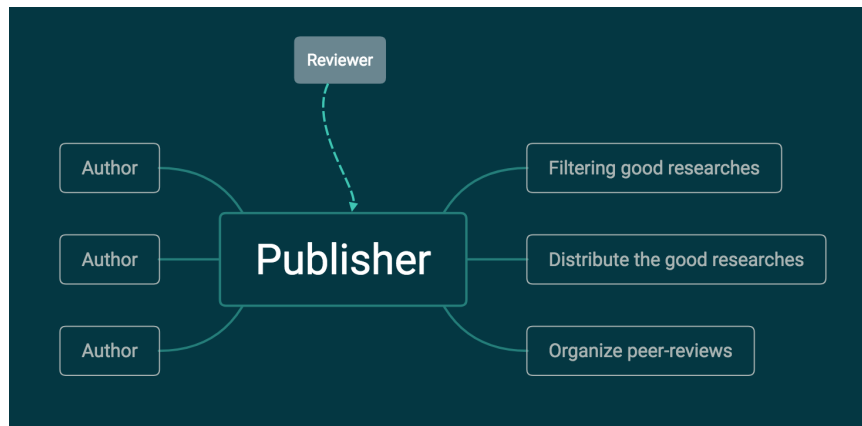 Reviewer
Author
Filtering good researches
Publisher
Author
Distribute the good researches
Author
Organize peer-reviews